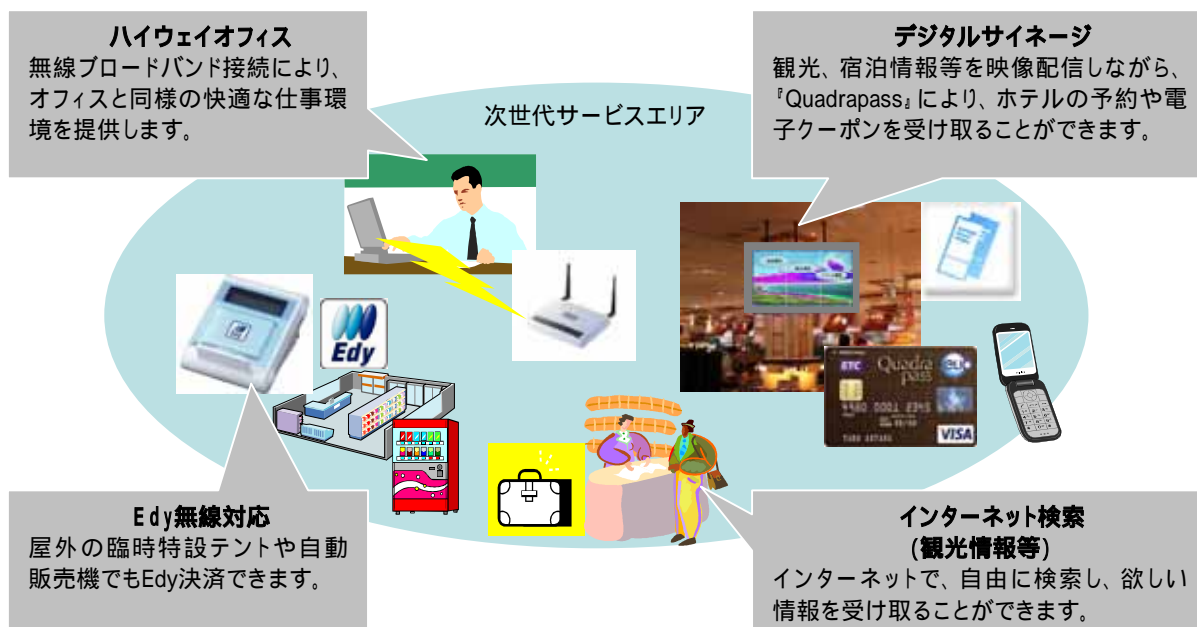 ハイウェイオフィス
無線ブロードバンド接続により、
オフィスと同様の快適な仕事環
境を提供します。
デジタルサイネージ
観光、宿泊情報等を映像配信しながら、
『Quadrapass』により、ホテルの予約や電
子クーポンを受け取ることができます。
次世代サービスエリア
Edy
ETC
Quadra
pass
VISA
Edy無線対応
屋外の臨時特設テントや自動
販売機でもEdy決済できます。
インターネット検索
(観光情報等)
インターネットで、自由に検索し、欲しい
情報を受け取ることができます。